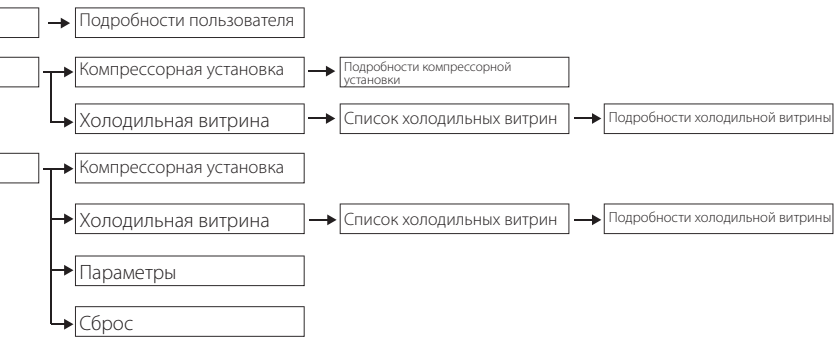 Подробности пользователя
Компрессорная установка
Подробности компрессорной
установки
Холодильная витрина
Список холодильных витрин
Подробности холодильной витрины
Компрессорная установка
Холодильная витрина
Список холодильных витрин
Подробности холодильной витрины
Параметры
Сброс